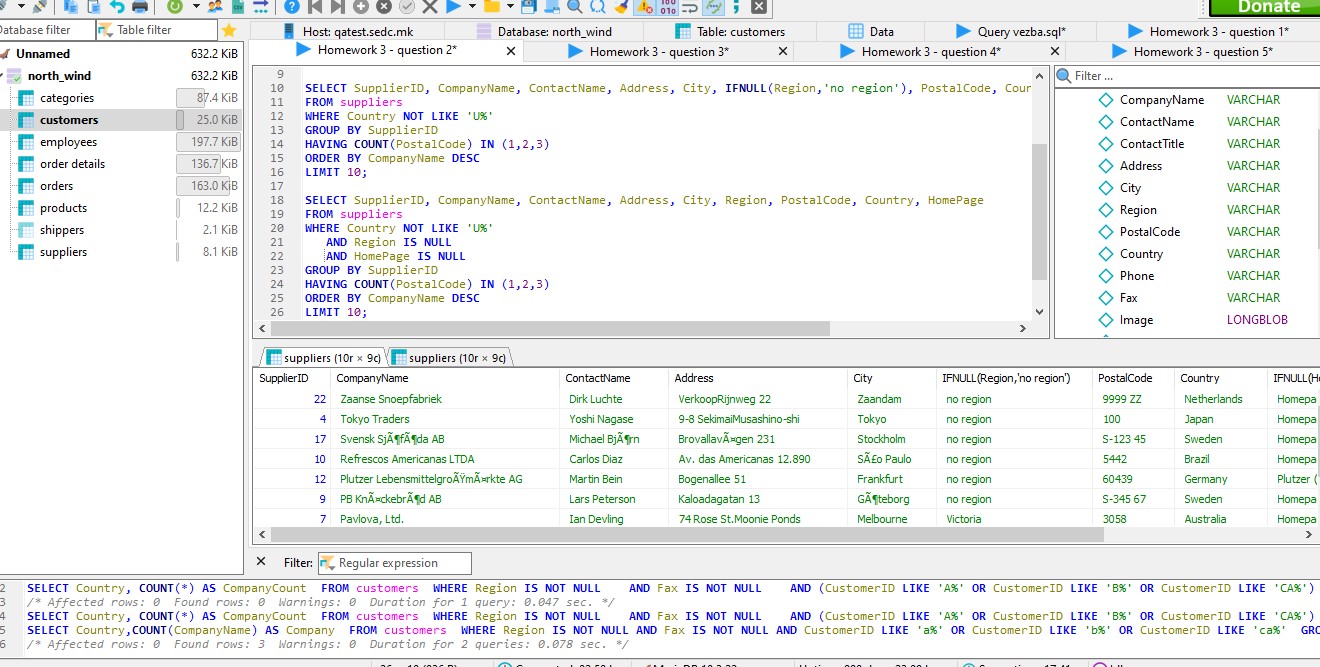 Donate
Database filter Table filter Host: qatest.sedc.mk Database: north_wind Table: customers Data Query vezba.sql* Homework 3 - question 1*
Homework 3 - question 2* Homework 3 - question 3* Homework 3 - question 4* Homework 3 - question 5*
Unnamed 632.2 KiB
north_wind 632.2 KiB
categories 87.4 KiB
customers 25.0 KiB
employees 197.7 KiB
order details 136.7 KiB
orders 163.0 KiB
products 12.2 KiB
shippers 2.1 KiB
suppliers 8.1 KiB
9
10 SELECT SupplierID, CompanyName, ContactName, Address, City, IFNULL(Region,'no region'), PostalCode, Cour
11 FROM suppliers
12 WHERE Country NOT LIKE 'U%'
13 GROUP BY SupplierID
14 HAVING COUNT(PostalCode) IN (1,2,3)
15 ORDER BY CompanyName DESC
16 LIMIT 10;
17
18 SELECT SupplierID, CompanyName, ContactName, Address, City, Region, PostalCode, Country, HomePage
19 FROM suppliers
20 WHERE Country NOT LIKE 'U%'
21 AND Region IS NULL
22 AND HomePage IS NULL
23 GROUP BY SupplierID
24 HAVING COUNT(PostalCode) IN (1,2,3)
25 ORDER BY CompanyName DESC
26 LIMIT 10;
Filter ...
CompanyName VARCHAR
ContactName VARCHAR
ContactTitle VARCHAR
Address VARCHAR
City VARCHAR
Region VARCHAR
PostalCode VARCHAR
Country VARCHAR
Phone VARCHAR
Fax VARCHAR
Image LONGBLOB
suppliers (10r × 9c) suppliers (10r × 9c)
SupplierID CompanyName ContactName Address City IFNULL(Region,'no region') PostalCode Country IFNULL(H
22 Zaanse Snoepfabriek Dirk Luchte VerkoopRijnweg 22 Zaandam no region 9999 ZZ Netherlands Homepa
4 Tokyo Traders Yoshi Nagase 9-8 SekimaiMusashino-shi Tokyo no region 100 Japan Homepa
17 Svensk SjÃ¶fÃ¶da AB Michael BjÃ¶rn BrovallavÃ¤gen 231 Stockholm no region S-123 45 Sweden Homepa
10 Refrescos Americanas LTDA Carlos Diaz Av. das Americanas 12.890 SÃ£o Paulo no region 5442 Brazil Homepa
12 Plutzer LebensmittelgroÃŸmÃ¤rkte AG Martin Bein Bogenallee 51 Frankfurt no region 60439 Germany Plutzer (
9 PB KnÃ¤ckebrÃ¶d AB Lars Peterson Kaloadagatan 13 GÃ¶teborg no region S-345 67 Sweden Homepa
7 Pavlova, Ltd. Ian Devling 74 Rose St.Moonie Ponds Melbourne Victoria 3058 Australia Homepa
Filter: Regular expression
2 SELECT Country, COUNT(*) AS CompanyCount FROM customers WHERE Region IS NOT NULL AND Fax IS NOT NULL AND (CustomerID LIKE 'A%' OR CustomerID LIKE 'B%' OR CustomerID LIKE 'CA%')
3 /* Affected rows: 0 Found rows: 0 Warnings: 0 Duration for 1 query: 0.047 sec. */
4 SELECT Country, COUNT(*) AS CompanyCount FROM customers WHERE Region IS NOT NULL AND Fax IS NOT NULL AND (CustomerID LIKE 'A%' OR CustomerID LIKE 'B%' OR CustomerID LIKE 'CA%')
5 SELECT Country,COUNT(CompanyName) AS Company FROM customers WHERE Region IS NOT NULL AND Fax IS NOT NULL AND CustomerID LIKE 'a%' OR CustomerID LIKE 'b%' OR CustomerID LIKE 'ca%' GRO
6 /* Affected rows: 0 Found rows: 3 Warnings: 0 Duration for 2 queries: 0.078 sec. */